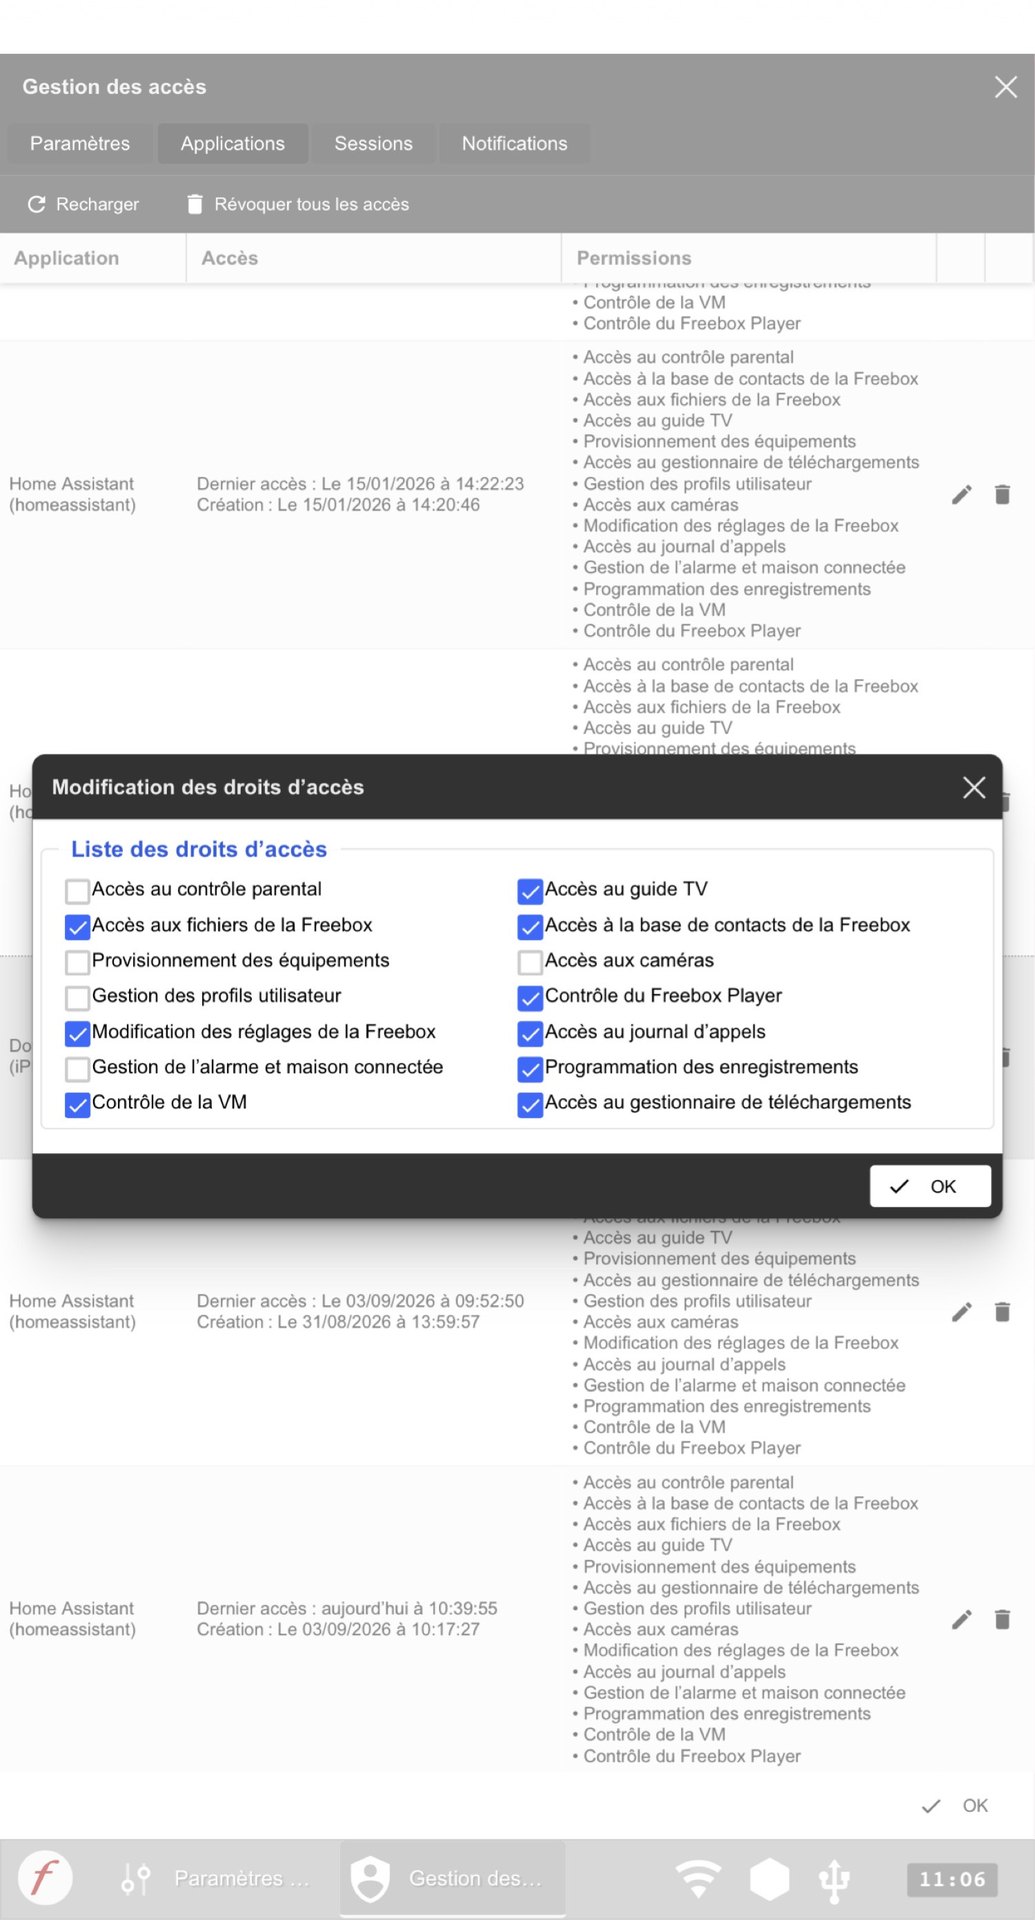 Gestion des accès
Paramètres
Applications
Sessions
Notifications
Recharger
Révoquer tous les accès
Application
Accès
Permissions
• Programmation des enregistrements
• Contrôle de la VM
• Contrôle du Freebox Player
Home Assistant
(homeassistant)
Dernier accès : Le 15/01/2026 à 14:22:23
Création : Le 15/01/2026 à 14:20:46
• Accès au contrôle parental
• Accès à la base de contacts de la Freebox
• Accès aux fichiers de la Freebox
• Accès au guide TV
• Provisionnement des équipements
• Accès au gestionnaire de téléchargements
• Gestion des profils utilisateur
• Accès aux caméras
• Modification des réglages de la Freebox
• Accès au journal d’appels
• Gestion de l’alarme et maison connectée
• Programmation des enregistrements
• Contrôle de la VM
• Contrôle du Freebox Player
• Accès au contrôle parental
• Accès à la base de contacts de la Freebox
• Accès aux fichiers de la Freebox
• Accès au guide TV
• Provisionnement des équipements
Ho
(ho
Do
(iP
Modification des droits d’accès
Liste des droits d’accès
Accès au contrôle parental
Accès au guide TV
Accès aux fichiers de la Freebox
Accès à la base de contacts de la Freebox
Provisionnement des équipements
Accès aux caméras
Gestion des profils utilisateur
Contrôle du Freebox Player
Modification des réglages de la Freebox
Accès au journal d’appels
Gestion de l’alarme et maison connectée
Programmation des enregistrements
Contrôle de la VM
Accès au gestionnaire de téléchargements
OK
Home Assistant
(homeassistant)
Dernier accès : Le 03/09/2026 à 09:52:50
Création : Le 31/08/2026 à 13:59:57
• Accès aux fichiers de la Freebox
• Accès au guide TV
• Provisionnement des équipements
• Accès au gestionnaire de téléchargements
• Gestion des profils utilisateur
• Accès aux caméras
• Modification des réglages de la Freebox
• Accès au journal d’appels
• Gestion de l’alarme et maison connectée
• Programmation des enregistrements
• Contrôle de la VM
• Contrôle du Freebox Player
Home Assistant
(homeassistant)
Dernier accès : aujourd’hui à 10:39:55
Création : Le 03/09/2026 à 10:17:27
• Accès au contrôle parental
• Accès à la base de contacts de la Freebox
• Accès aux fichiers de la Freebox
• Accès au guide TV
• Provisionnement des équipements
• Accès au gestionnaire de téléchargements
• Gestion des profils utilisateur
• Accès aux caméras
• Modification des réglages de la Freebox
• Accès au journal d’appels
• Gestion de l’alarme et maison connectée
• Programmation des enregistrements
• Contrôle de la VM
• Contrôle du Freebox Player
OK
f
Paramètres ...
Gestion des...
11:06